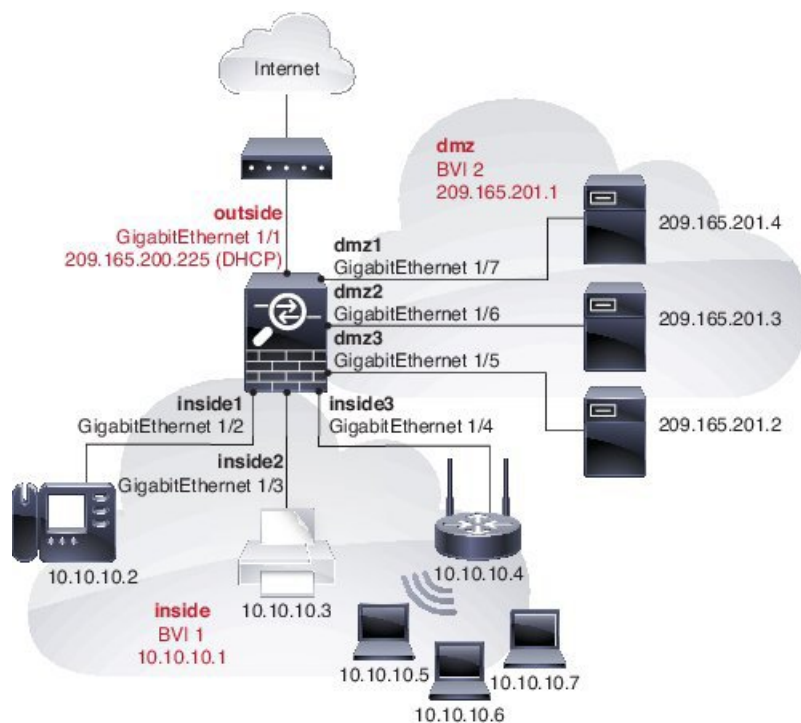 Internet
dmz
BVI 2
209.165.201.1
outside
GigabitEthernet 1/1
209.165.200.225 (DHCP)
dmz1
GigabitEthernet 1/7
209.165.201.4
dmz2
GigabitEthernet 1/6
209.165.201.3
dmz3
GigabitEthernet 1/5
209.165.201.2
inside1
GigabitEthernet 1/2
inside3
GigabitEthernet 1/4
inside2
GigabitEthernet 1/3
10.10.10.2
10.10.10.3
10.10.10.4
inside
BVI 1
10.10.10.1
10.10.10.5
10.10.10.6
10.10.10.7